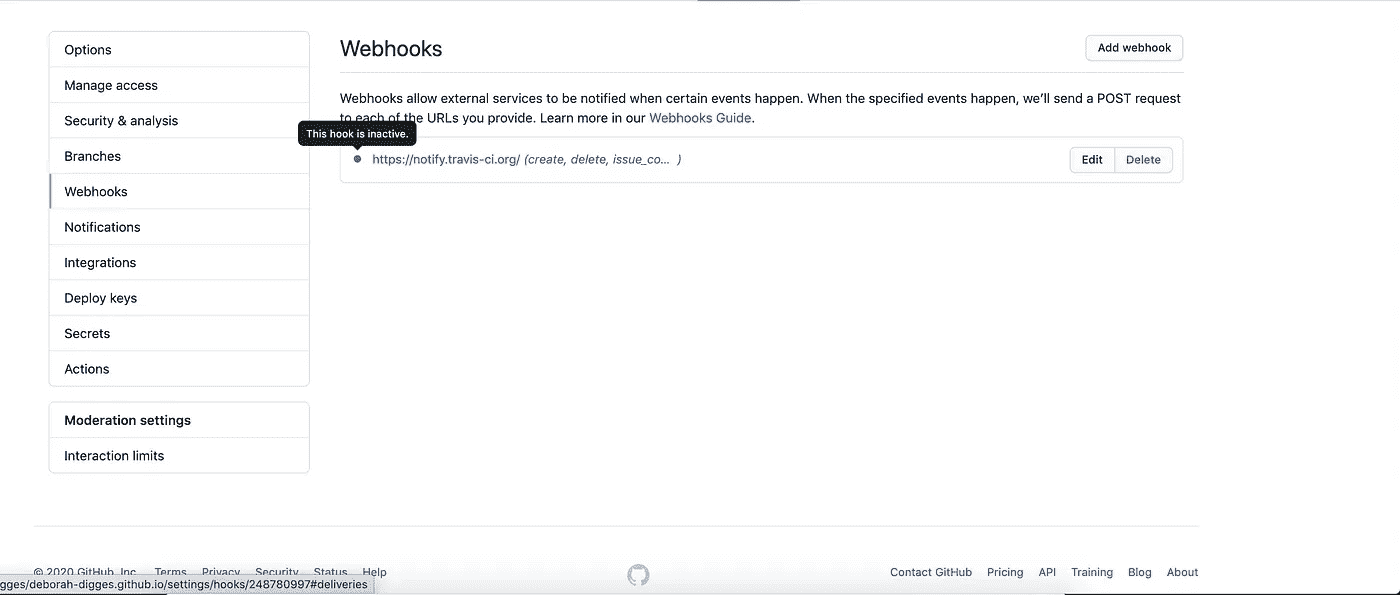 Options
Manage access
Security & analysis
Branches
Webhooks
Notifications
Integrations
Deploy keys
Secrets
Actions
Moderation settings
Interaction limits
Webhooks
Add webhook
Webhooks allow external services to be notified when certain events happen. When the specified events happen, we’ll send a POST request
to each of the URLs you provide. Learn more in our Webhooks Guide.
This hook is inactive.
https://notify.travis-ci.org/ (create, delete, issue_co... )
Edit
Delete
© 2020 GitHub, Inc. Terms Privacy Security Status Help
Contact GitHub Pricing API Training Blog About
gges/deborah-digges.github.io/settings/hooks/248780997#deliveries